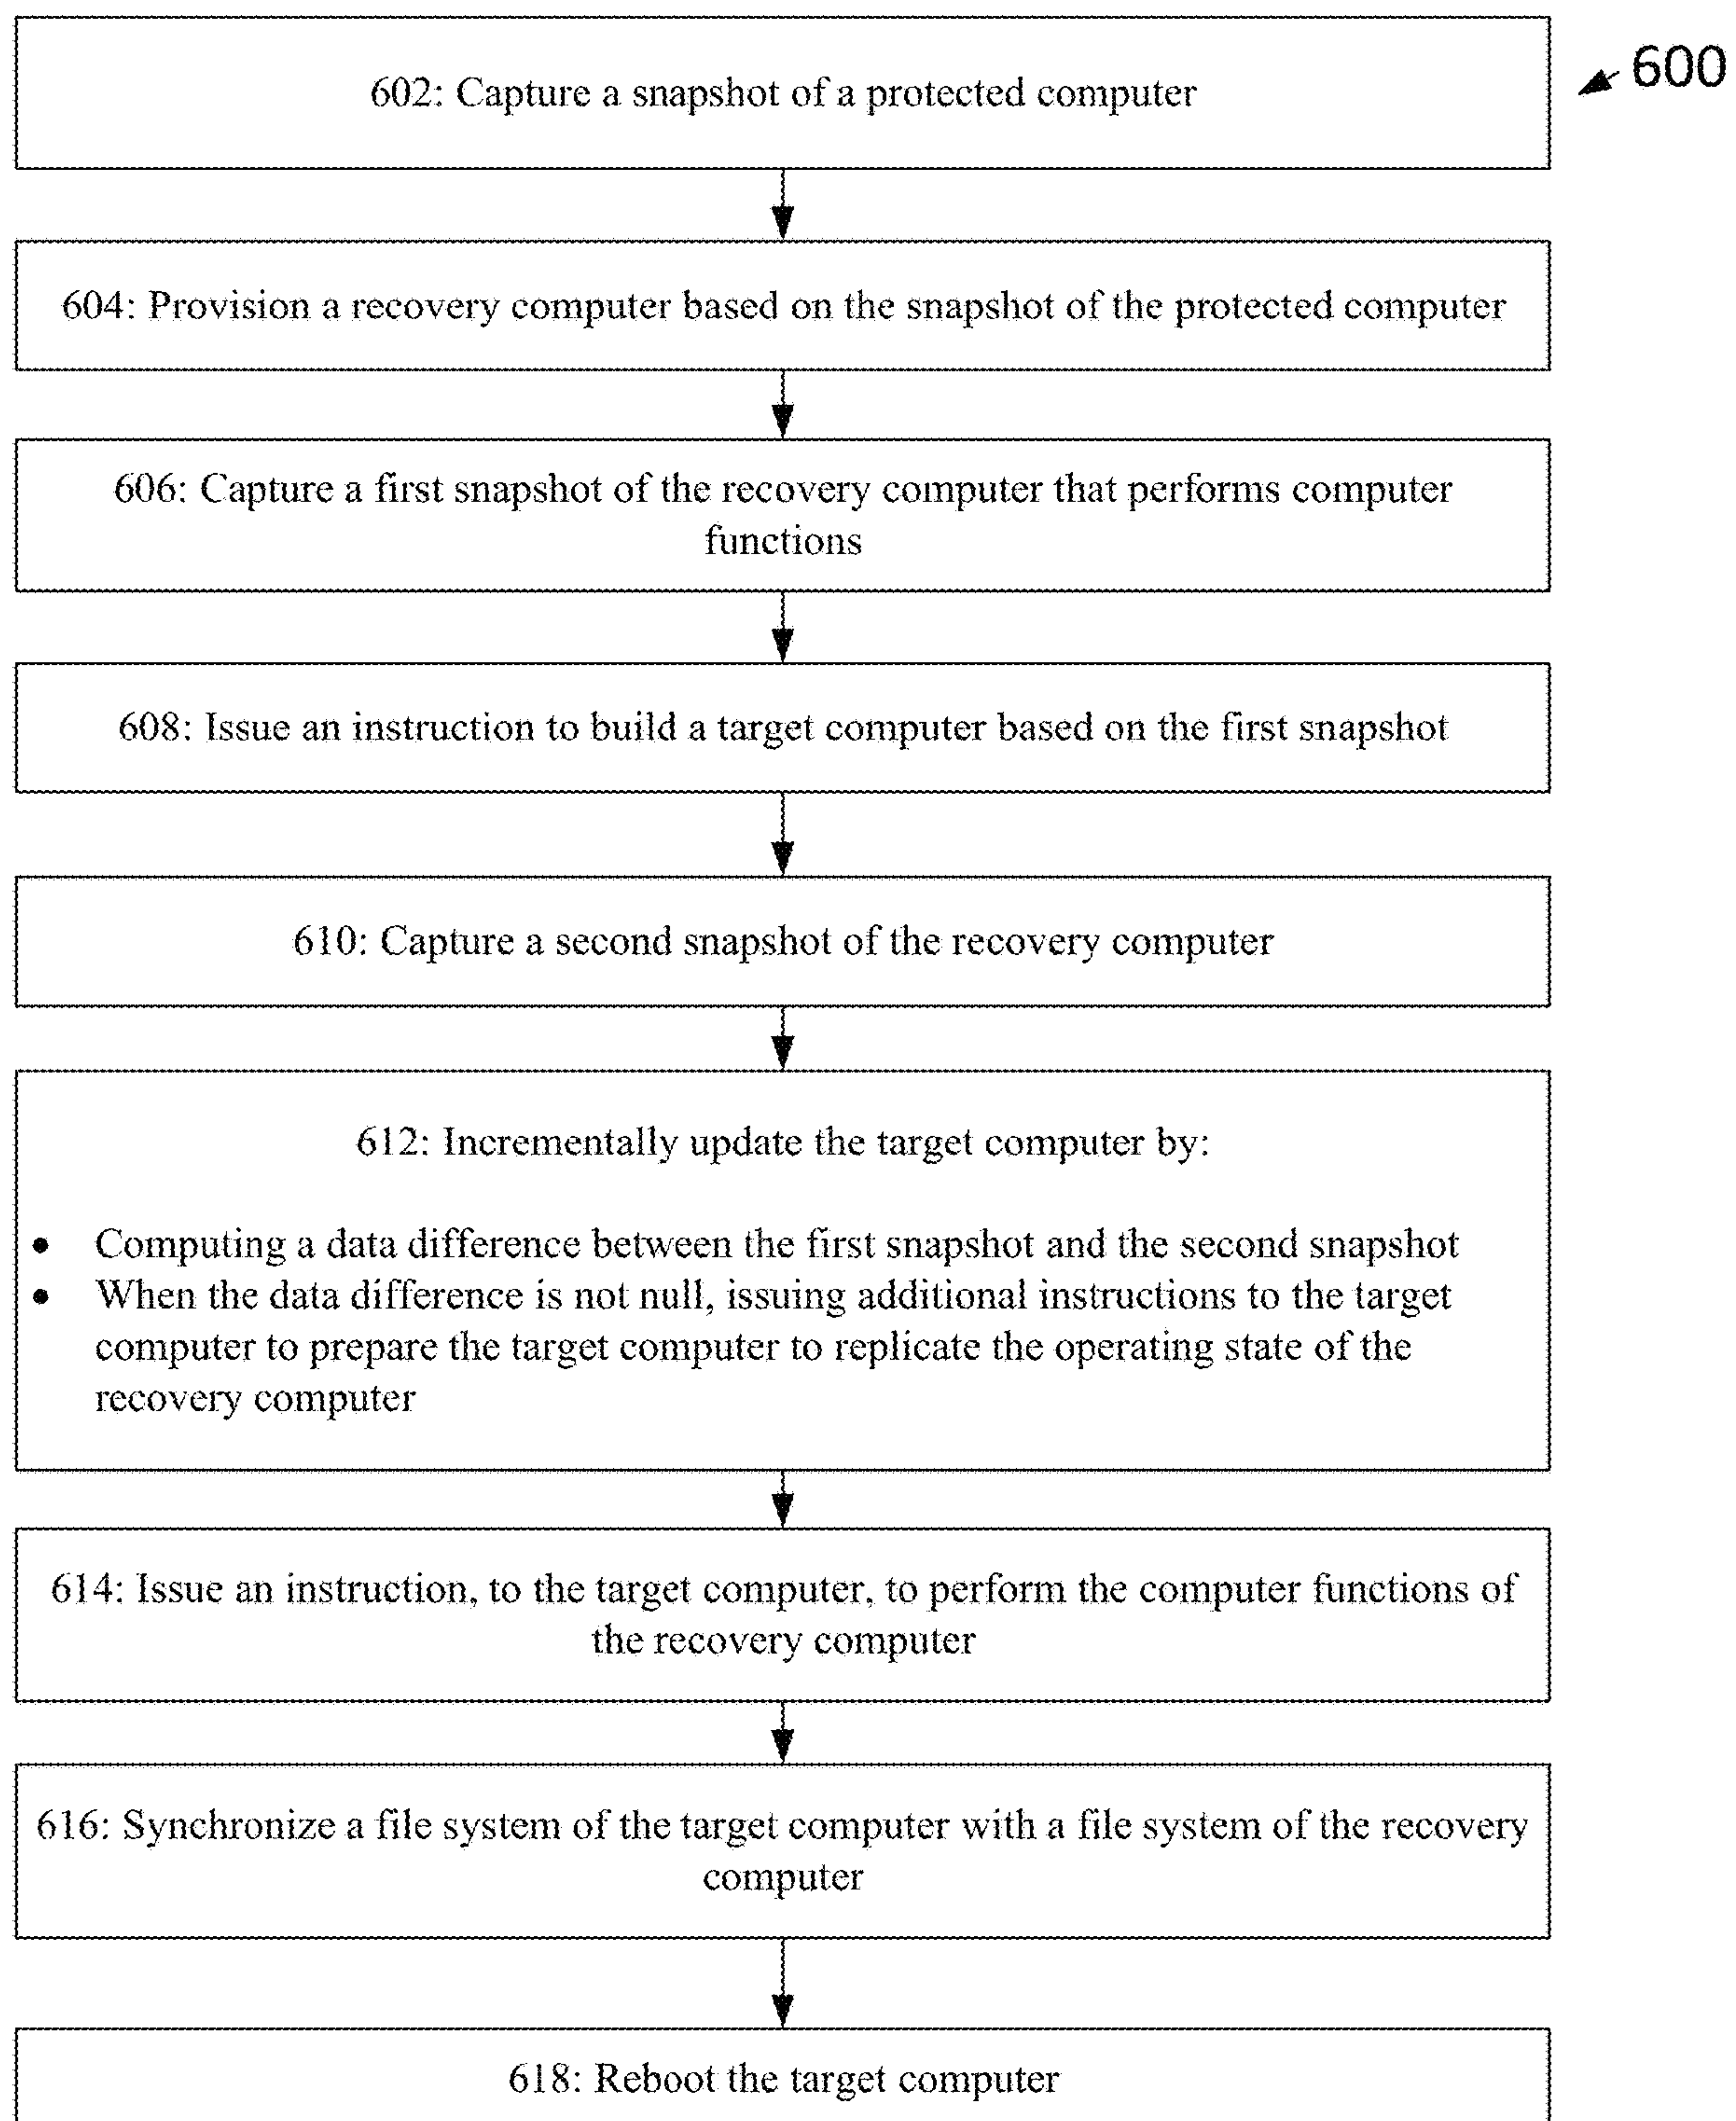 600
602: Capture a snapshot of a protected computer
604: Provision a recovery computer based on the snapshot of the protected computer
606: Capture a first snapshot of the recovery computer that performs computer
functions
608: Issue an instruction to build a target computer based on the first snapshot
610: Capture a second snapshot of the recovery computer
612: Incrementally update the target computer by:
• Computing a data difference between the first snapshot and the second snapshot
• When the data difference is not null, issuing additional instructions to the target
computer to prepare the target computer to replicate the operating state of the
recovery computer
614: Issue an instruction, to the target computer, to perform the computer functions of
the recovery computer
616: Synchronize a file system of the target computer with a file system of the recovery
computer
618: Reboot the target computer